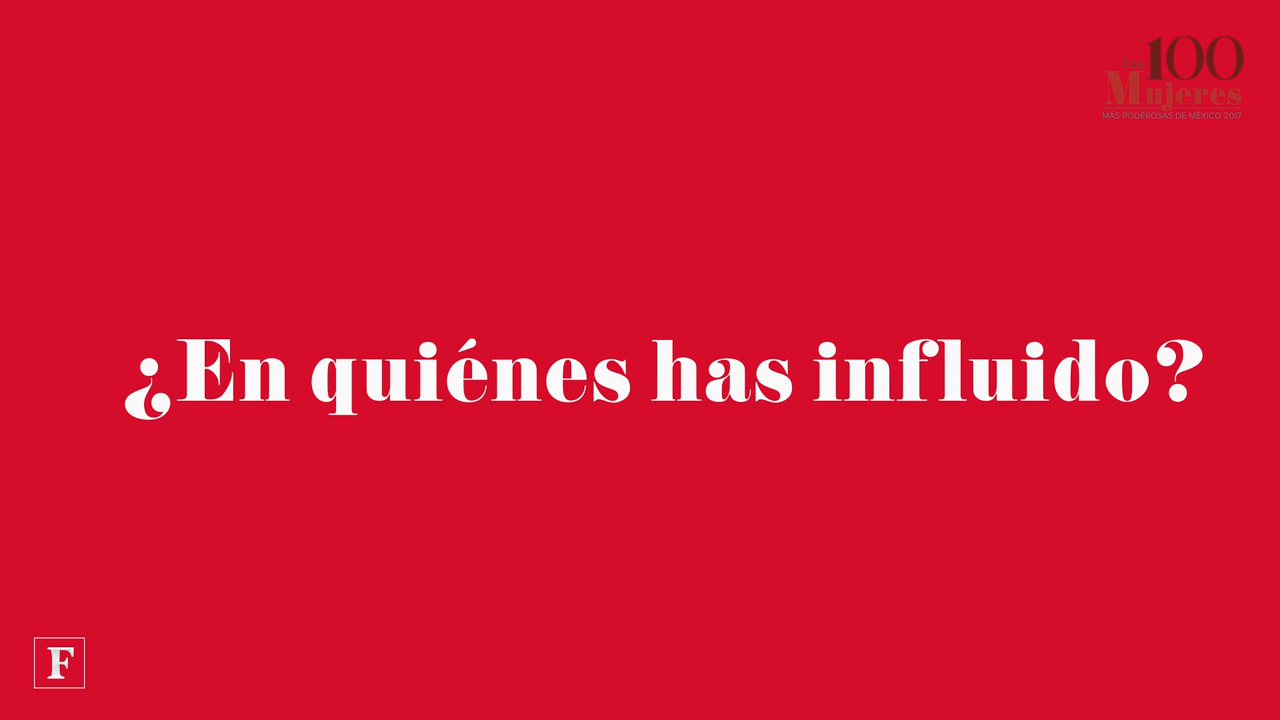 100
Mujeres
MÁS PODEROSAS DE MÉXICO 2017
¿En quiénes has influido?
F